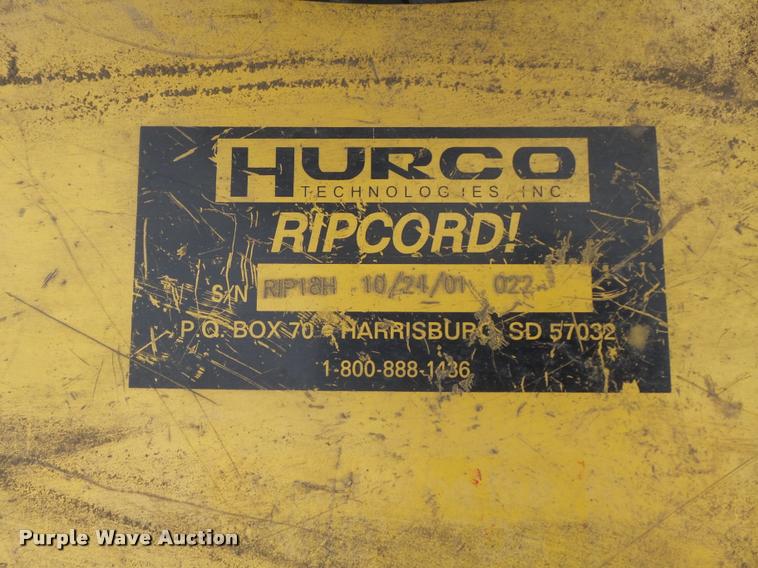 HURCO
TECHNOLOGIES, INC.
RIPCORD!
S/N RIP18H 10/24/01 022
P.O. BOX 70 • HARRISBURG, SD 57032
1-800-888-1436
Purple Wave Auction